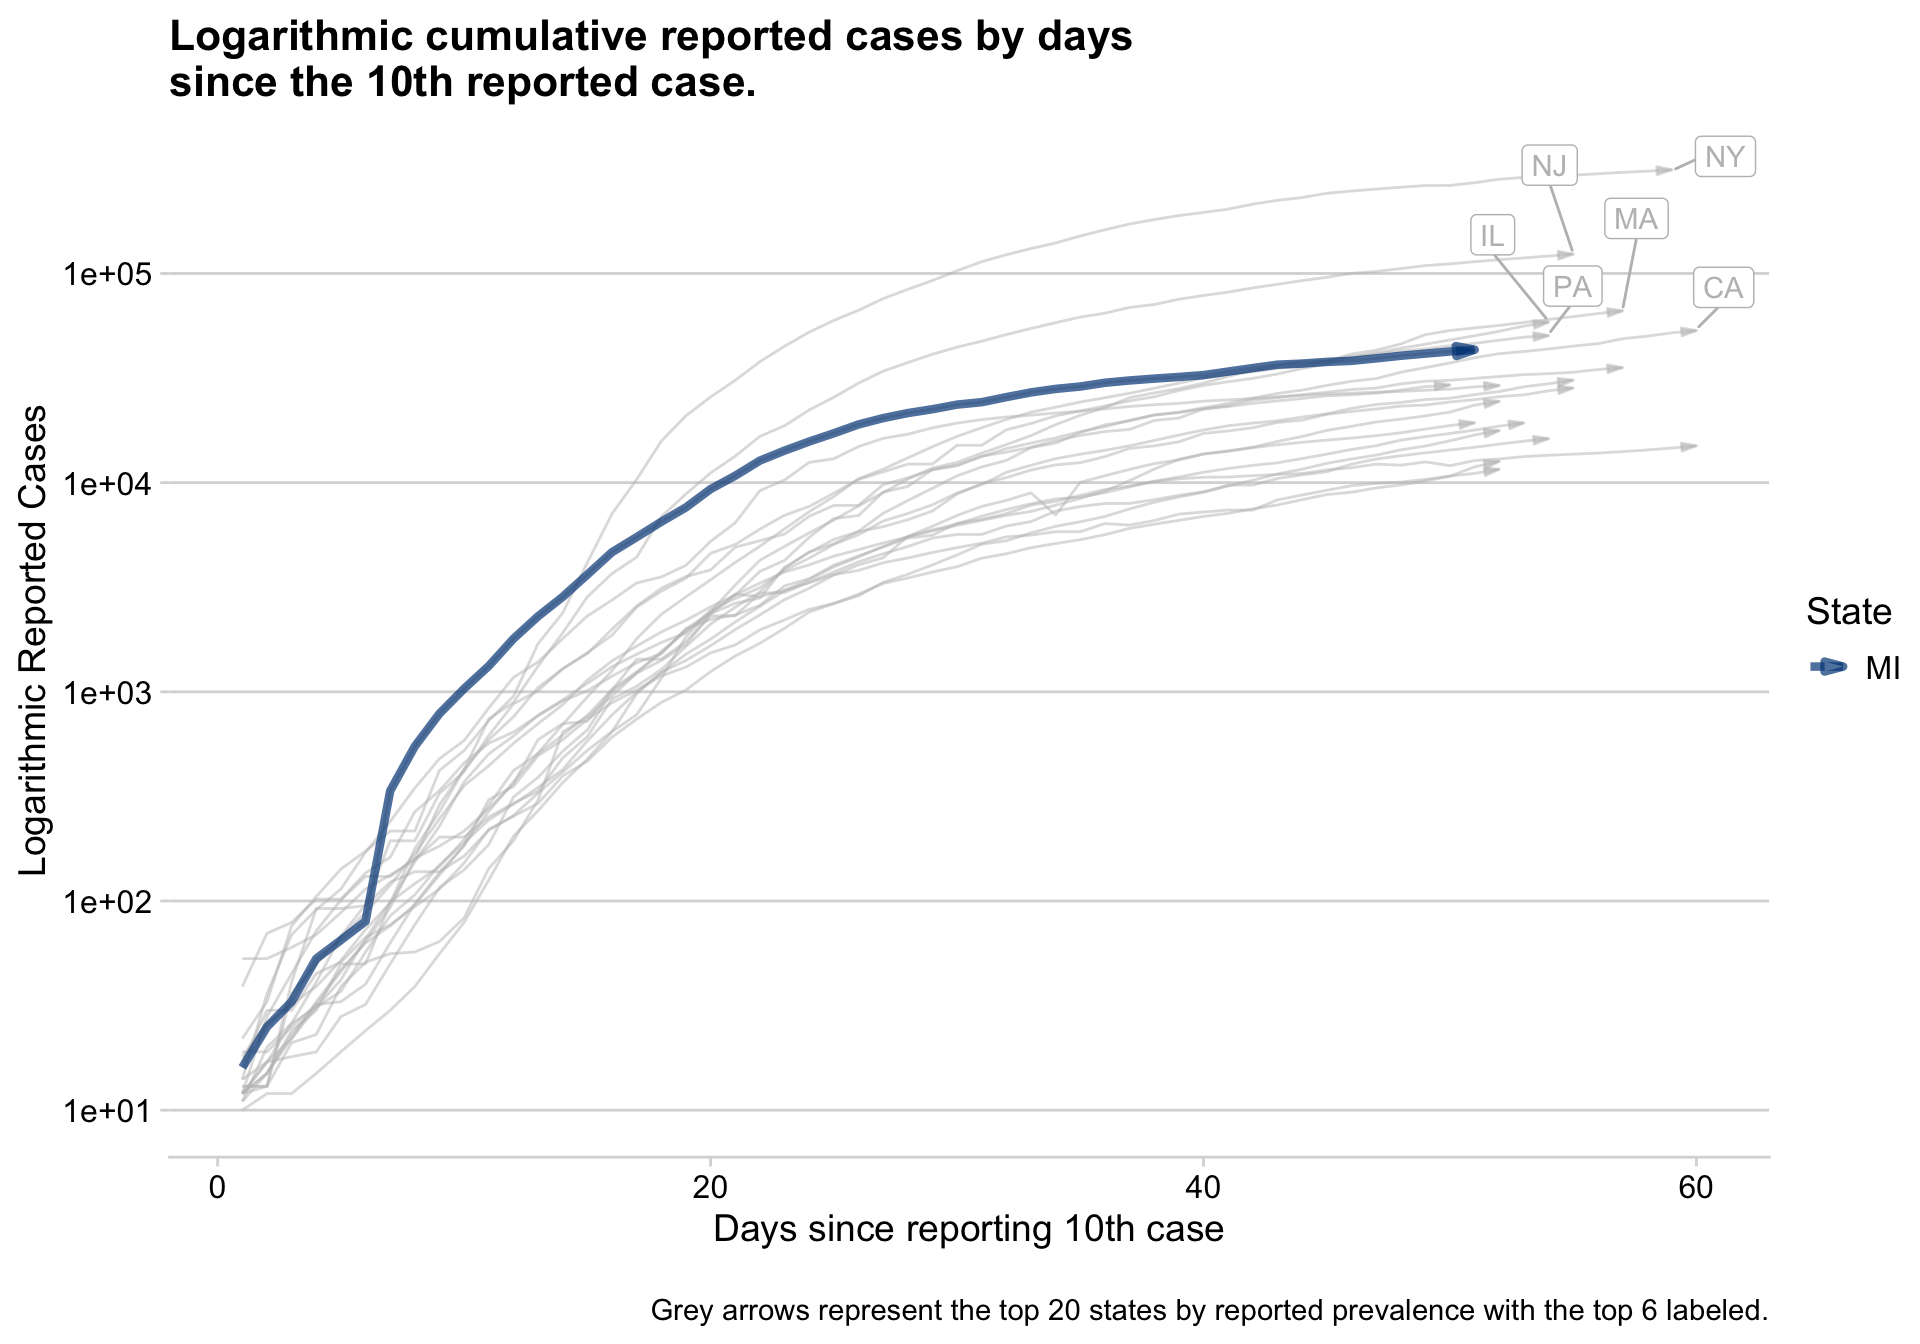 Logarithmic cumulative reported cases by days
since the 10th reported case.
NJ
NY
MA
IL
PA
CA
1e+05
1e+04
1e+03
1e+02
1e+01
Logarithmic Reported Cases
State
MI
0
20
40
60
Days since reporting 10th case
Grey arrows represent the top 20 states by reported prevalence with the top 6 labeled.